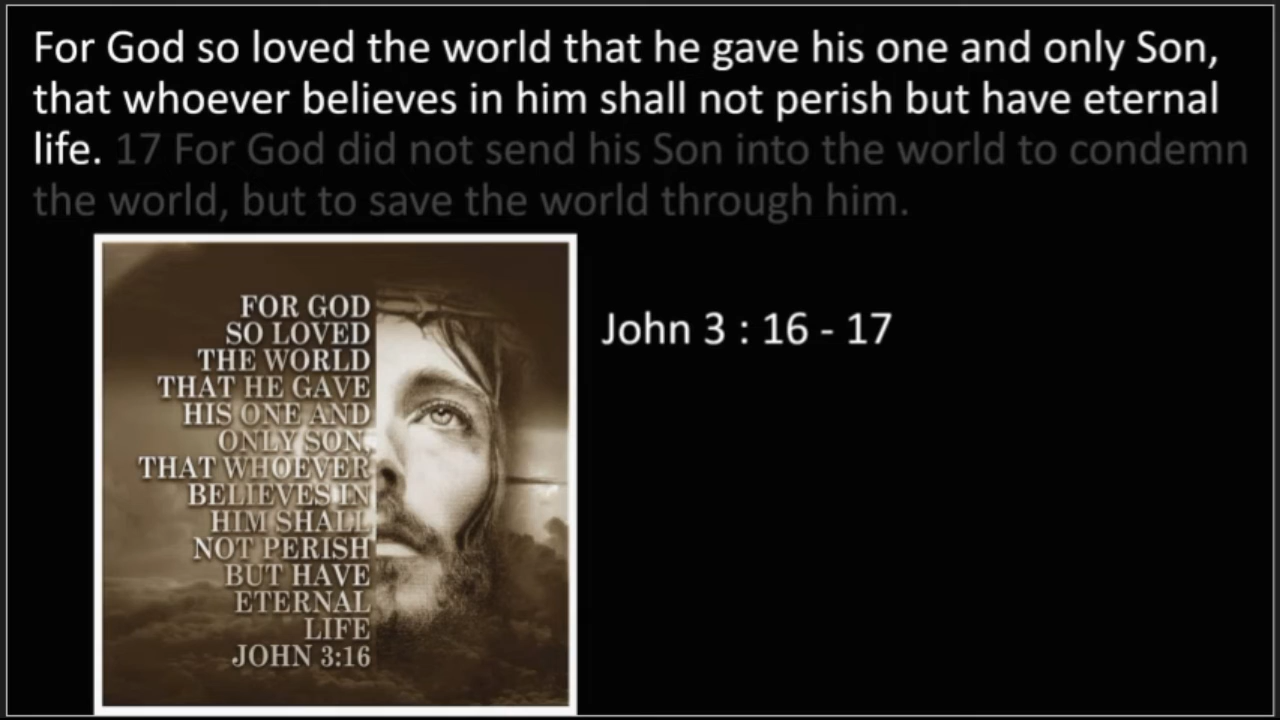 For God so loved the world that he gave his one and only Son,
that whoever believes in him shall not perish but have eternal
life. 17 For God did not send his Son into the world to condemn
the world, but to save the world through him.
FOR GOD
SO LOVED
THE WORLD
THAT HE GAVE
HIS ONE AND
ONLY SON,
THAT WHOEVER
BELIEVES IN
HIM SHALL
NOT PERISH
BUT HAVE
ETERNAL
LIFE
JOHN 3:16
John 3 : 16 - 17